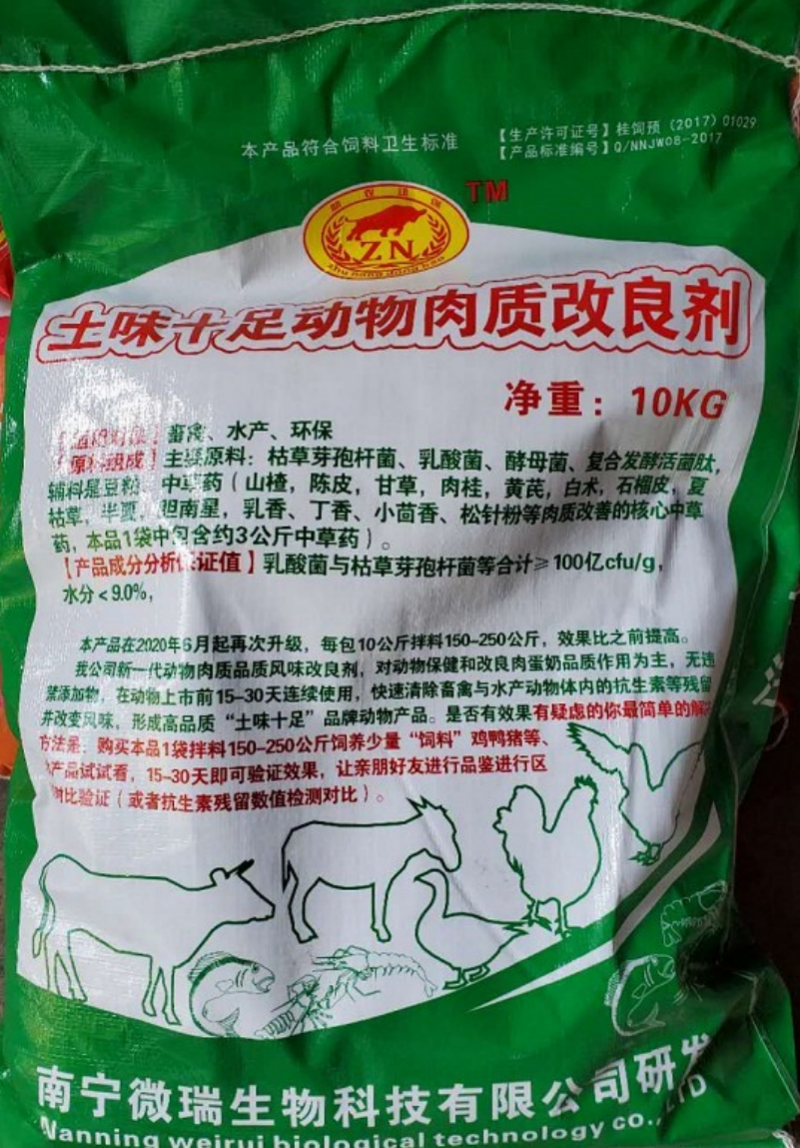 本产品符合饲料卫生标准
【生产许可证号】桂饲预（2017）01029
【产品标准编号】Q/NNJW08-2017
TM
ZN
土味十足动物肉质改良剂
净重：10KG
【适用对象】畜禽、水产、环保
【原料组成】主要原料：枯草芽孢杆菌、乳酸菌、酵母菌、复合发酵活菌肽，
辅料是豆粕、中草药（山楂，陈皮，甘草，肉桂，黄芪，白术，石榴皮，夏
枯草，半夏，胆南星，乳香、丁香、小茴香、松针粉等肉质改善的核心中草
药，本品1袋中包含约3公斤中草药）。
【产品成分分析保证值】乳酸菌与枯草芽孢杆菌等合计≥100亿cfu/g，
水分<9.0%，
本产品在2020年6月起再次升级，每包10公斤拌料150-250公斤，效果比之前提高。
我公司新一代动物肉质品质风味改良剂，对动物保健和改良肉蛋奶品质作用为主，无违
禁添加物，在动物上市前15-30天连续使用，快速清除畜禽与水产动物体内的抗生素等残留
并改变风味，形成高品质“土味十足”品牌动物产品。是否有效果有疑虑的你最简单的解决
方法是：购买本品1袋拌料150-250公斤饲养少量“饲料”鸡鸭猪等、
产品试试看，15-30天即可验证效果，让亲朋好友进行品鉴进行区
对比验证（或者抗生素残留数值检测对比）。
南宁微瑞生物科技有限公司研发
Nanning weirui biological technology co.,LTD